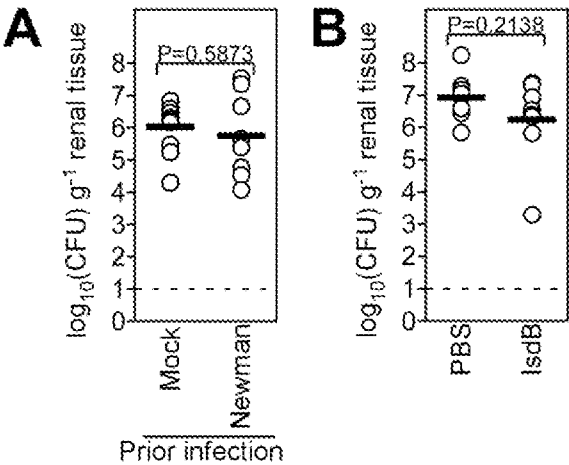 A
P=0.5873
log10(CFU) g-1 renal tissue
8
7
6
5
4
3
2
1
0
Mock
Newman
Prior infection
B
P=0.2138
log10(CFU) g-1 renal tissue
8
7
6
5
4
3
2
1
0
PBS
IsdB